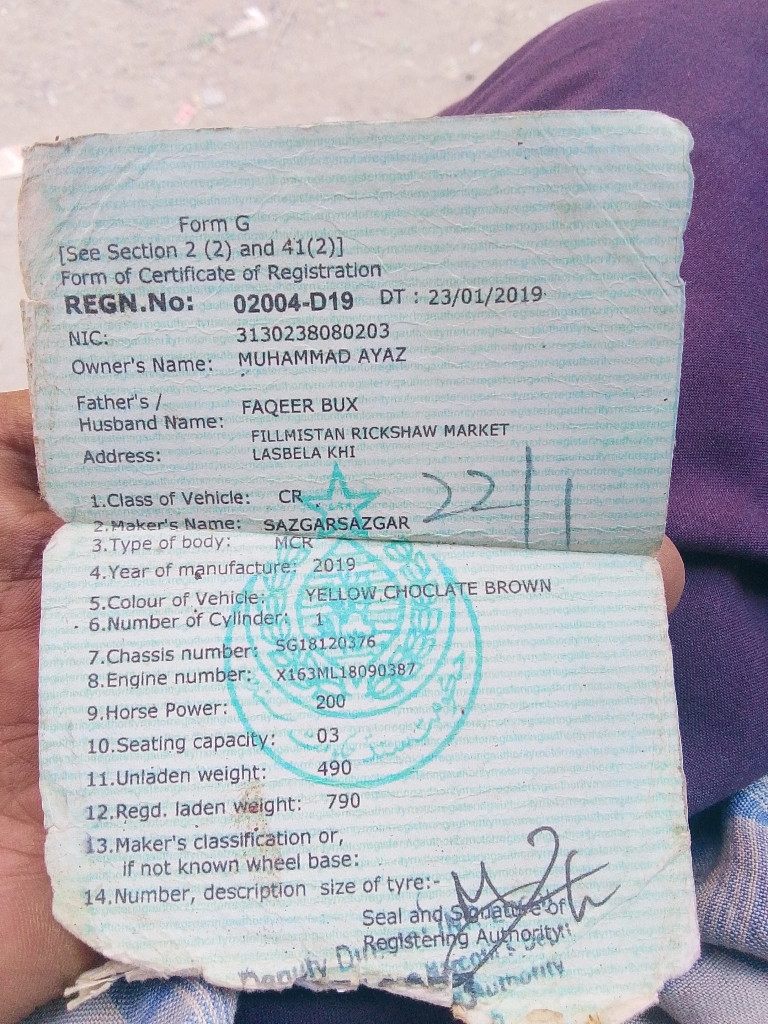 Form G
[See Section 2 (2) and 41(2)]
Form of Certificate of Registration
REGN.No: 02004-D19 DT : 23/01/2019
NIC: 3130238080203
Owner's Name: MUHAMMAD AYAZ
Father's /
Husband Name: FAQEER BUX
Address: FILLMISTAN RICKSHAW MARKET
LASBELA KHI
22/1
1.Class of Vehicle: CR
2.Maker's Name: SAZGARSAZGAR
3.Type of body: MCR
4.Year of manufacture: 2019
5.Colour of Vehicle: YELLOW,CHOCLATE BROWN
6.Number of Cylinder: 1
7.Chassis number: SG18120376
8.Engine number: X163ML18090387
9.Horse Power: 200
10.Seating capacity: 03
11.Unladen weight: 490
12.Regd. laden weight: 790
13.Maker's classification or,
if not known wheel base:
14.Number, description size of tyre:-
Seal and Signature of
Registering Authority:
Deputy
Authority